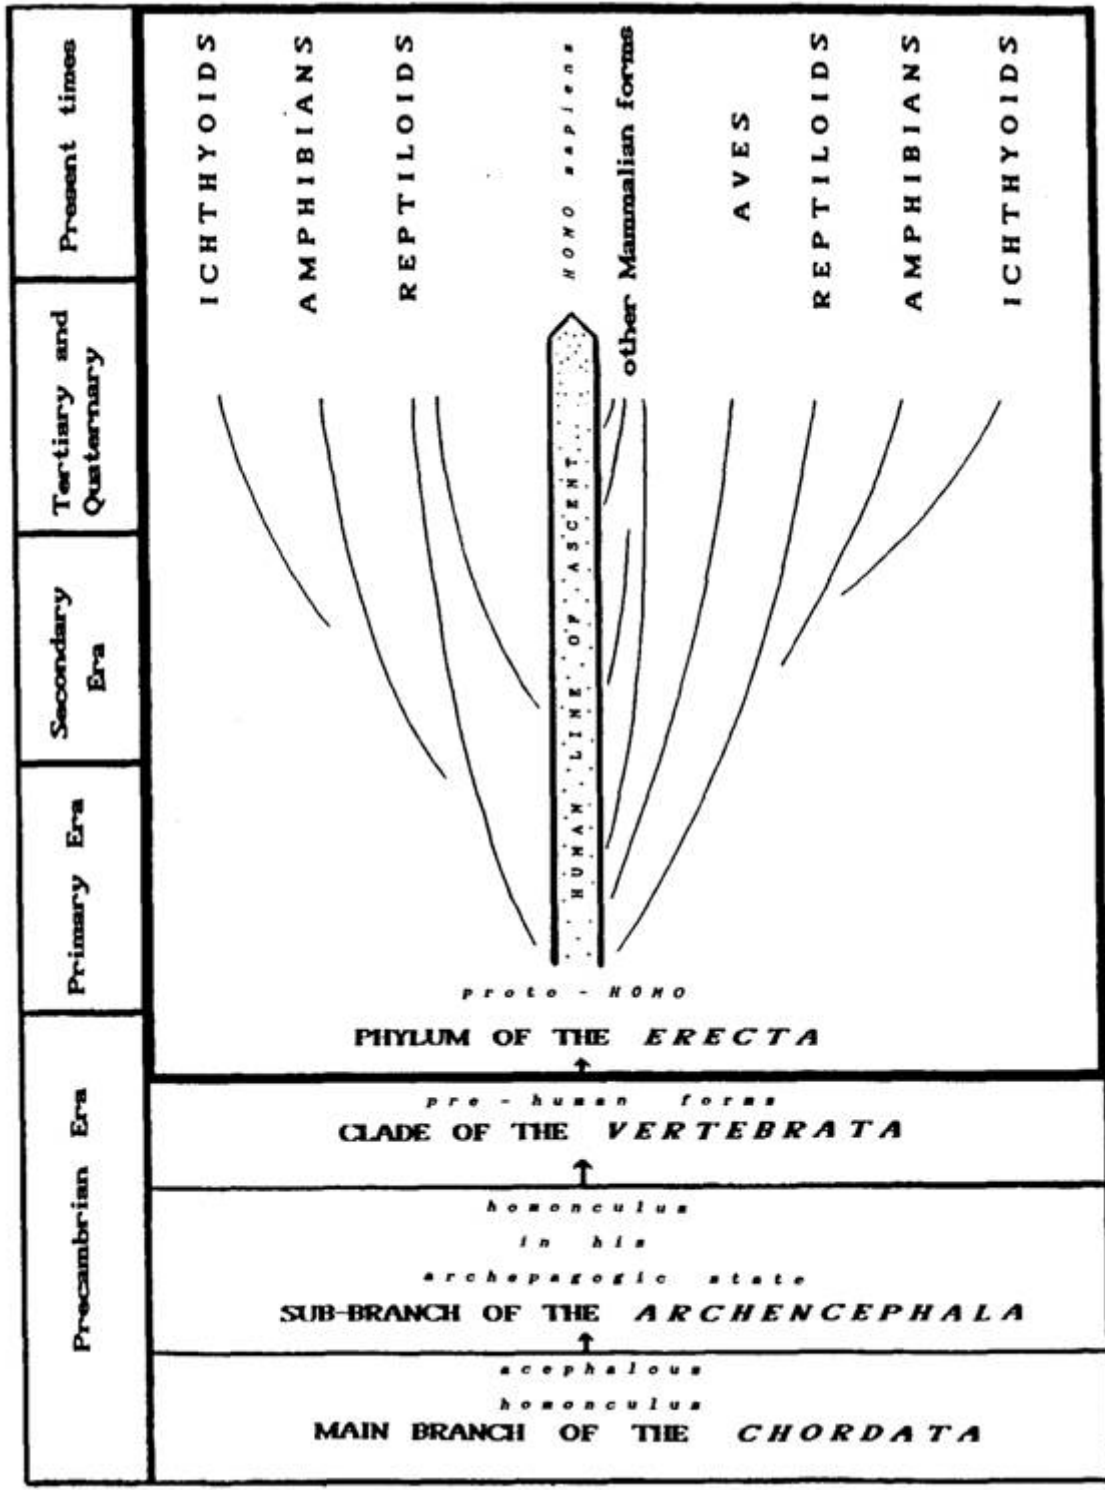 Present times
Tertiary and
Quaternary
Secondary
Era
Primary Era
Precambrian Era
ICHTHYOIDS
AMPHIBIANS
REPTILOIDS
HOMO sapiens
other Mammalian forms
AVES
REPTILOIDS
AMPHIBIANS
ICHTHYOIDS
HUMAN LINE OF ASCENT
proto - HOMO
PHYLUM OF THE ERECTA
pre - human forms
CLADE OF THE VERTEBRATA
homonculus
in his
archepagogic state
SUB-BRANCH OF THE ARCHENCEPHALA
acephalous
homonculus
MAIN BRANCH OF THE CHORDATA